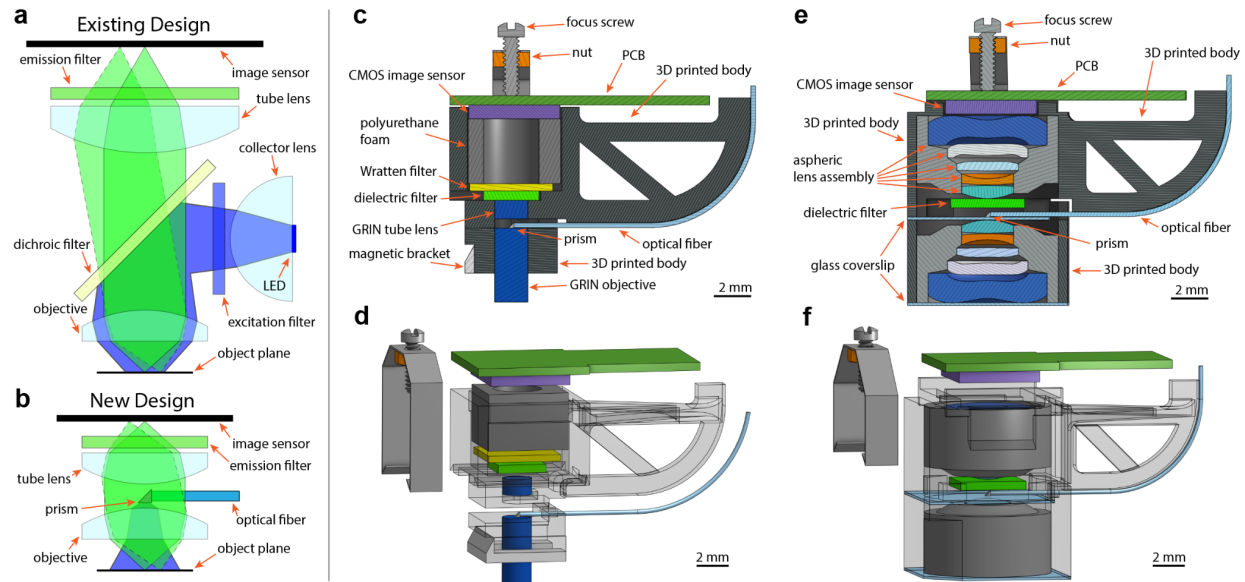 a
Existing Design
emission filter
image sensor
tube lens
collector lens
dichroic filter
LED
objective
excitation filter
object plane
b
New Design
image sensor
emission filter
tube lens
prism
optical fiber
objective
object plane
c
focus screw
nut
PCB
CMOS image sensor
3D printed body
polyurethane
foam
Wratten filter
dielectric filter
GRIN tube lens
prism
optical fiber
magnetic bracket
3D printed body
GRIN objective
2 mm
d
2 mm
e
focus screw
nut
3D printed body
PCB
CMOS image sensor
3D printed body
aspheric
lens assembly
dielectric filter
optical fiber
prism
glass coverslip
3D printed body
2 mm
f
2 mm